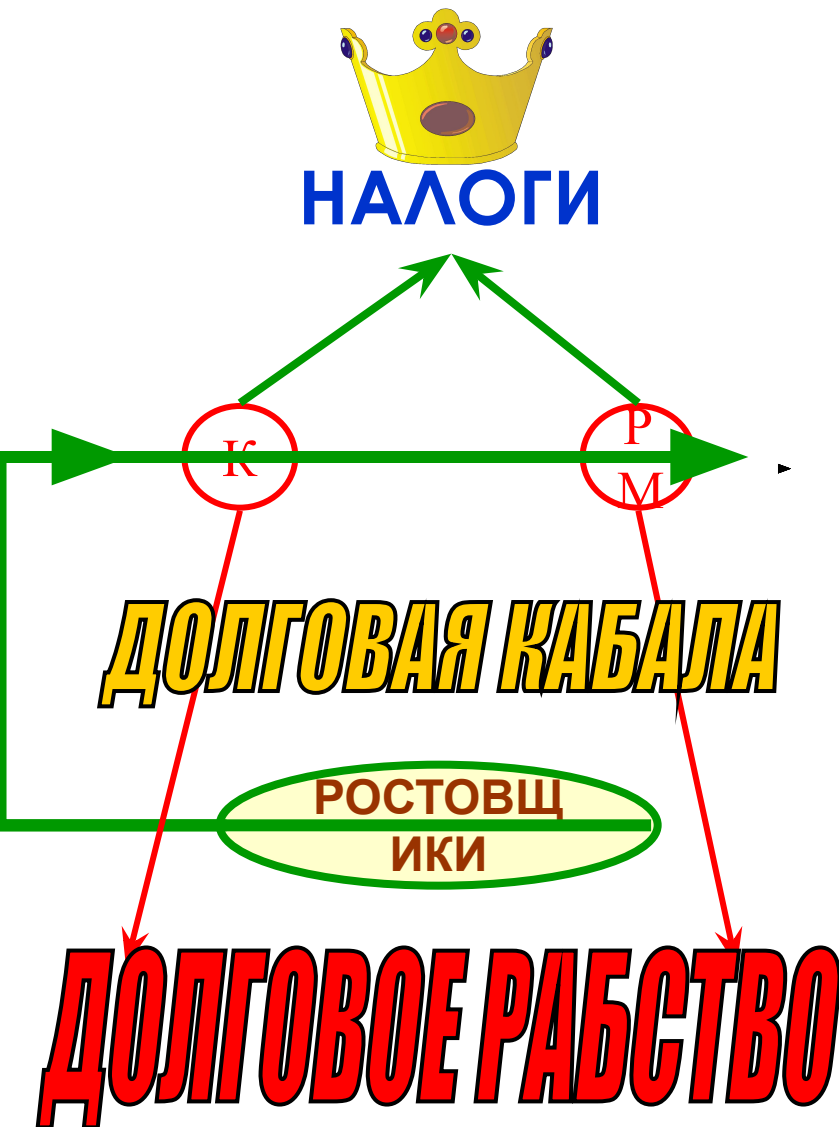 НАЛОГИ
К
Р
М
ДОЛГОВАЯ КАБАЛА
РОСТОВЩ
ИКИ
ДОЛГОВОЕ РАБСТВО